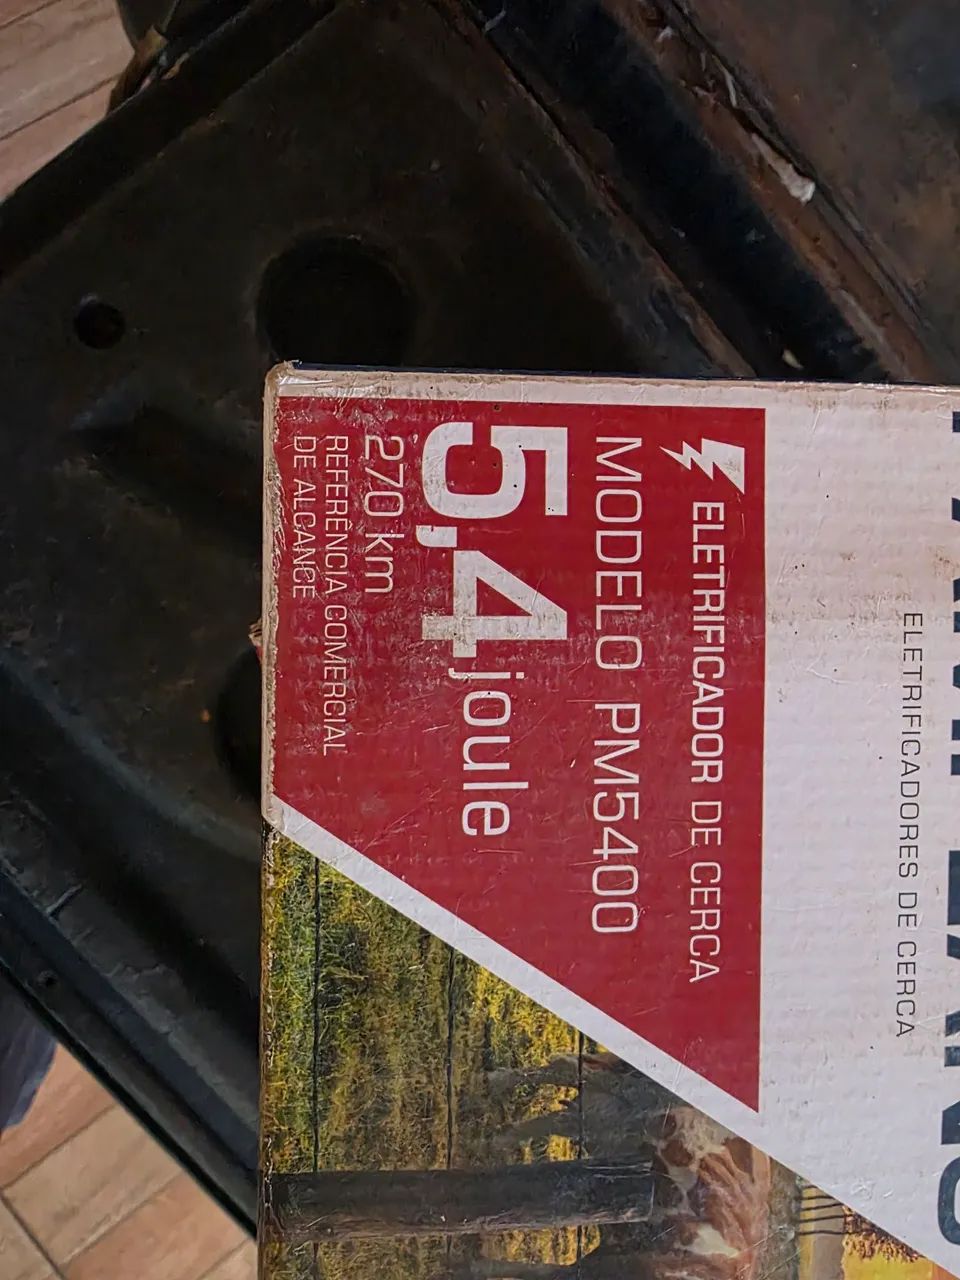 ELETRIFICADORES DE CERCA
ELETRIFICADOR DE CERCA
MODELO PM5400
5,4 joule
270 km
REFERÊNCIA COMERCIAL
DE ALCANCE